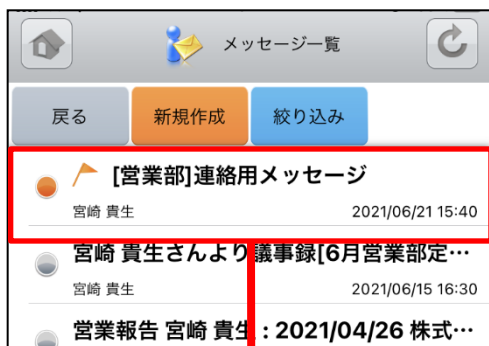 メッセージ一覧
戻る 新規作成 絞り込み
[営業部]連絡用メッセージ
宮崎 貴生 2021/06/21 15:40
宮崎 貴生さんより議事録[6月営業部定…
宮崎 貴生 2021/06/15 16:30
営業報告 宮崎 貴生 : 2021/04/26 株式…